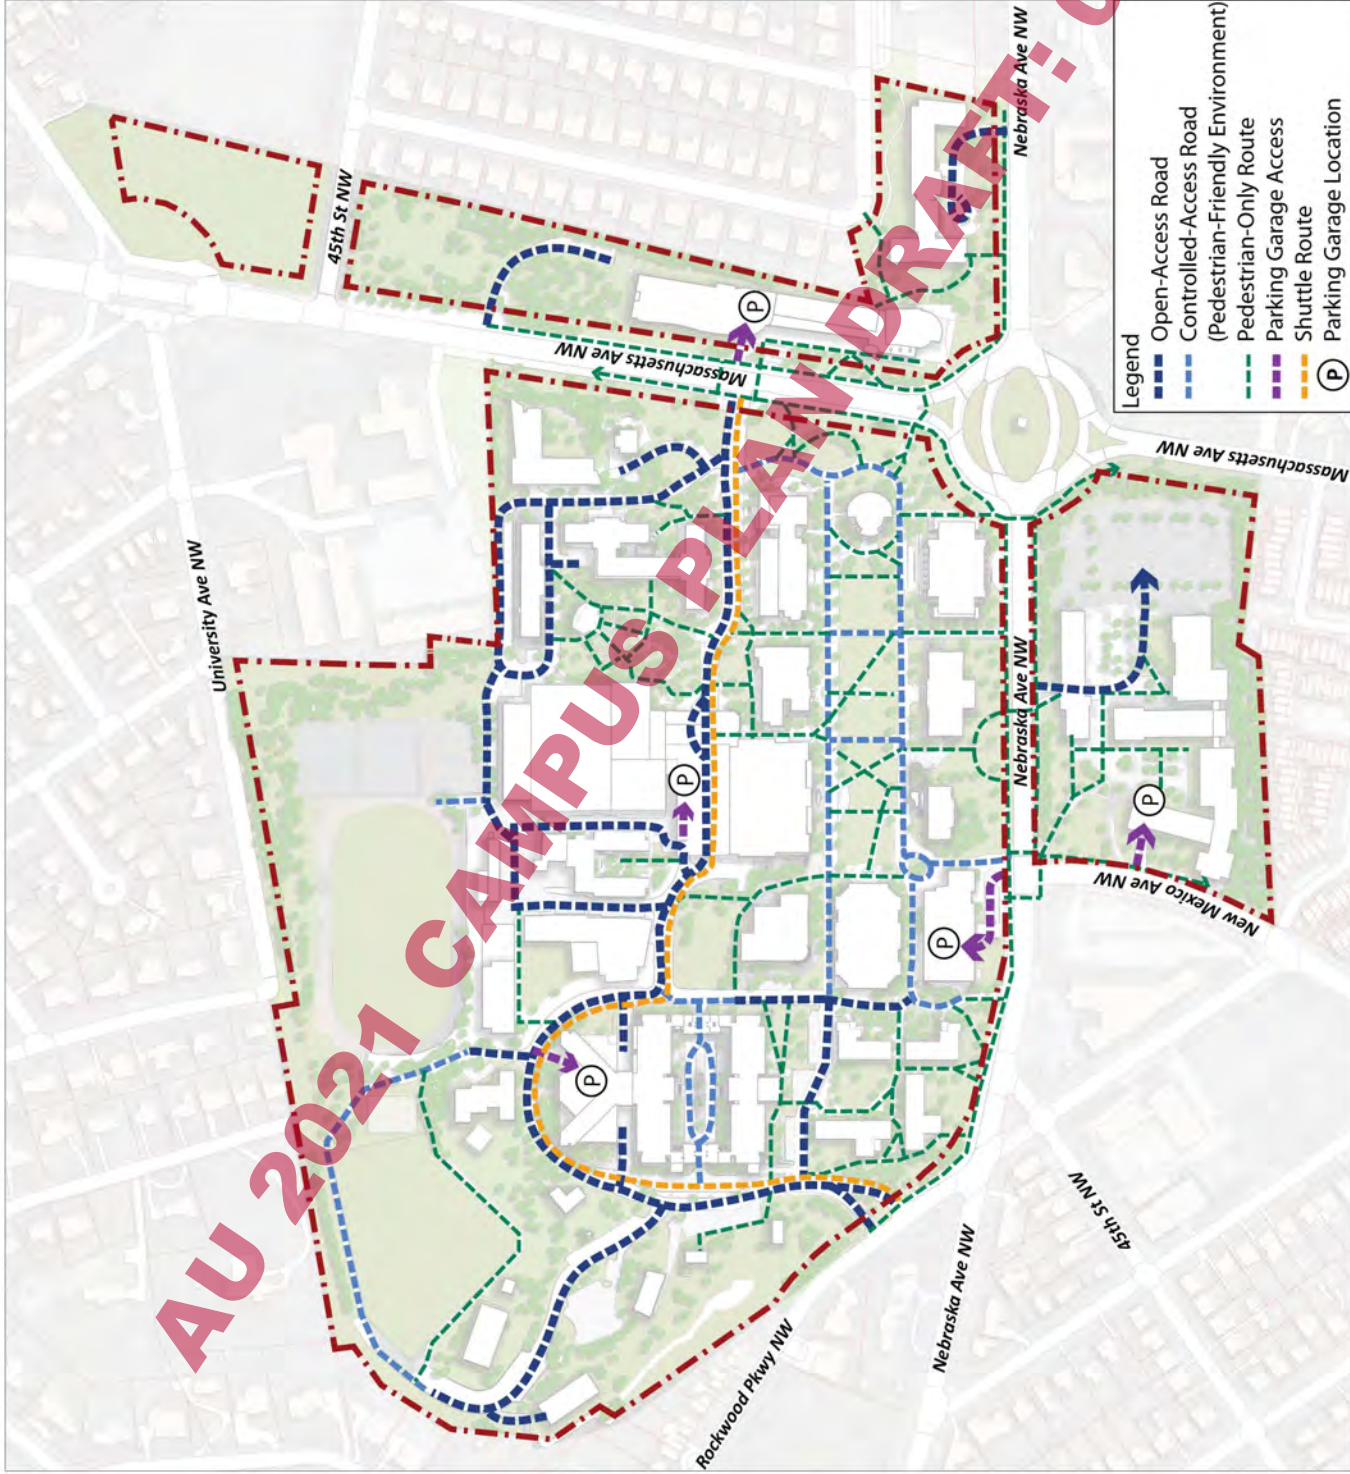 45th St NW
University Ave NW
Massachusetts Ave NW
Nebraska Ave NW
Massachusetts Ave NW
Nebraska Ave NW
New Mexico Ave NW
Rockwood Pkwy NW
Nebraska Ave NW
45th St NW
P
P
P
P
P
AU 2021 CAMPUS PLAN DRAFT:
Legend
Open-Access Road
Controlled-Access Road
(Pedestrian-Friendly Environment)
Pedestrian-Only Route
Parking Garage Access
Shuttle Route
P Parking Garage Location